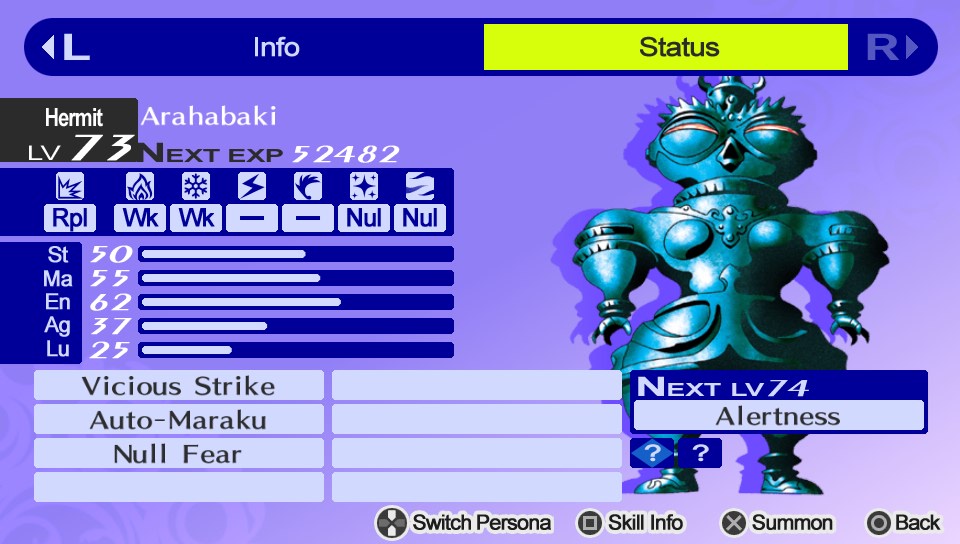 L Info Status R
Hermit Arahabaki
LV 73 NEXT EXP 52482
Rpl Wk Wk — — Nul Nul
St 50
Ma 55
En 62
Ag 37
Lu 25
Vicious Strike
Auto-Maraku
Null Fear
NEXT LV 74
Alertness
? ?
Switch Persona Skill Info Summon Back